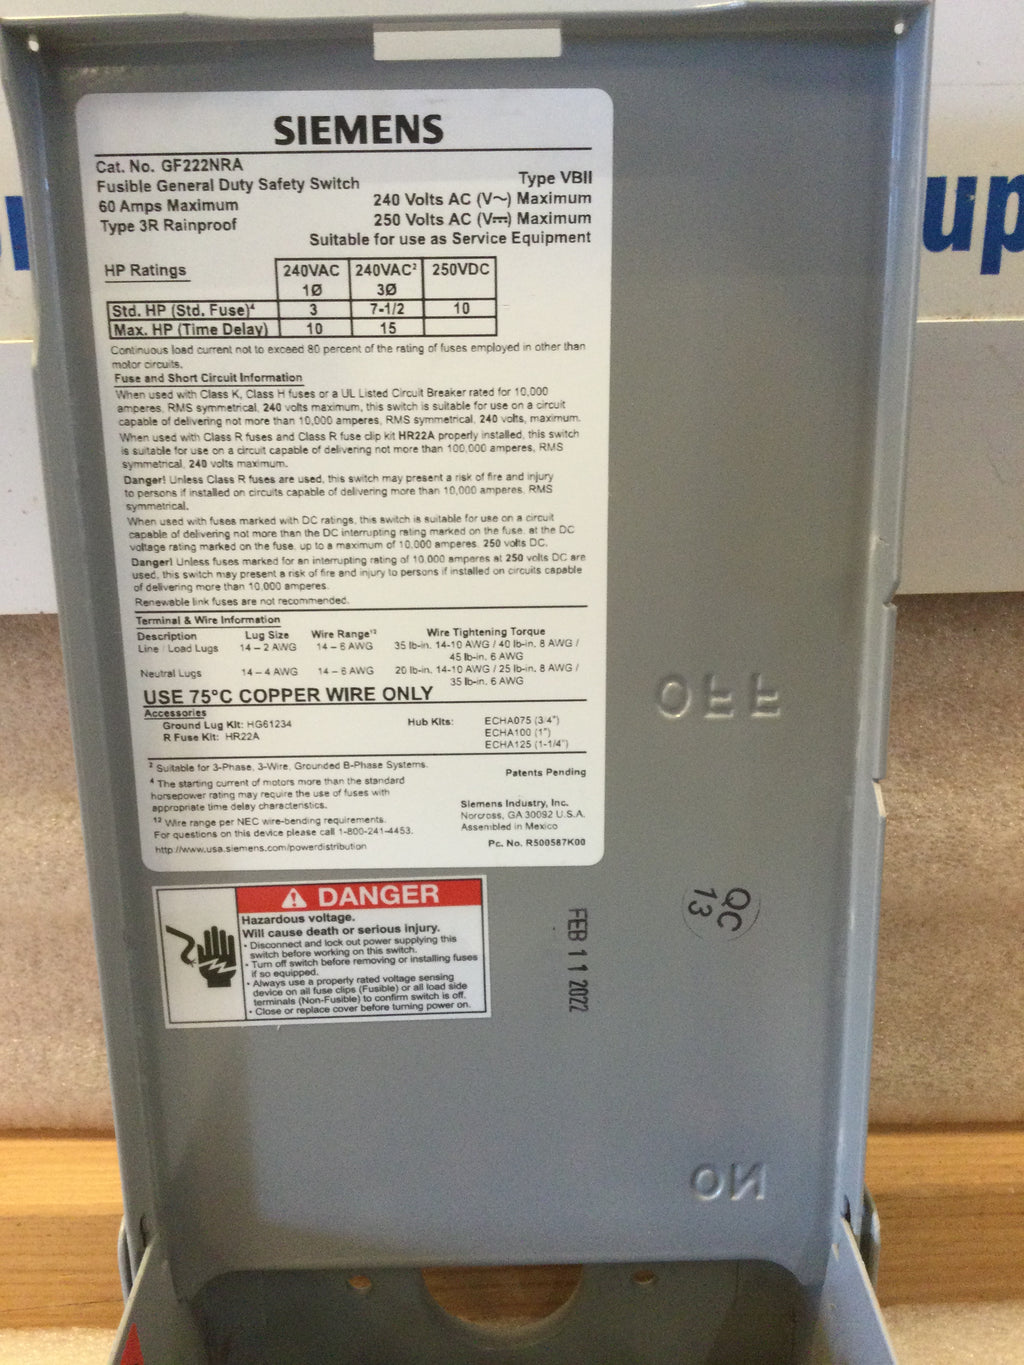 SIEMENS
Cat. No. GF222NRA
Fusible General Duty Safety Switch
Type VBII
60 Amps Maximum
240 Volts AC (V~) Maximum
Type 3R Rainproof
250 Volts AC (V⎓) Maximum
Suitable for use as Service Equipment
HP Ratings 240VAC 240VAC² 250VDC
1Ø 3Ø
Std. HP (Std. Fuse)⁴ 3 7-1/2 10
Max. HP (Time Delay) 10 15
Continuous load current not to exceed 80 percent of the rating of fuses employed in other than
motor circuits.
Fuse and Short Circuit Information
When used with Class K, Class H fuses or a UL Listed Circuit Breaker rated for 10,000
amperes, RMS symmetrical, 240 volts maximum, this switch is suitable for use on a circuit
capable of delivering not more than 10,000 amperes, RMS symmetrical, 240 volts, maximum.
When used with Class R fuses and Class R fuse clip kit HR22A properly installed, this switch
is suitable for use on a circuit capable of delivering not more than 100,000 amperes, RMS
symmetrical, 240 volts maximum.
Danger! Unless Class R fuses are used, this switch may present a risk of fire and injury
to persons if installed on circuits capable of delivering more than 10,000 amperes, RMS
symmetrical.
When used with fuses marked with DC ratings, this switch is suitable for use on a circuit
capable of delivering not more than the DC interrupting rating marked on the fuse, at the DC
voltage rating marked on the fuse, up to a maximum of 10,000 amperes, 250 volts DC.
Danger! Unless fuses marked for an interrupting rating of 10,000 amperes at 250 volts DC are
used, this switch may present a risk of fire and injury to persons if installed on circuits capable
of delivering more than 10,000 amperes.
Renewable link fuses are not recommended.
Terminal & Wire Information
Description Lug Size Wire Range¹² Wire Tightening Torque
Line / Load Lugs 14 – 2 AWG 14 – 6 AWG 35 lb-in. 14-10 AWG / 40 lb-in. 8 AWG /
45 lb-in. 6 AWG
Neutral Lugs 14 – 4 AWG 14 – 6 AWG 20 lb-in. 14-10 AWG / 25 lb-in. 8 AWG /
35 lb-in. 6 AWG
USE 75°C COPPER WIRE ONLY
Accessories
Ground Lug Kit: HG61234
R Fuse Kit: HR22A
Hub Kits: ECHA075 (3/4")
ECHA100 (1")
ECHA125 (1-1/4")
² Suitable for 3-Phase, 3-Wire, Grounded B-Phase Systems.
⁴ The starting current of motors more than the standard
horsepower rating may require the use of fuses with
appropriate time delay characteristics.
¹² Wire range per NEC wire-bending requirements.
For questions on this device please call 1-800-241-4453.
http://www.usa.siemens.com/powerdistribution
Patents Pending
Siemens Industry, Inc.
Norcross, GA 30092 U.S.A.
Assembled in Mexico
Pc. No. R500587K00
DANGER
Hazardous voltage.
Will cause death or serious injury.
• Disconnect and lock out power supplying this
switch before working on this switch.
• Turn off switch before removing or installing fuses
if so equipped.
• Always use a properly rated voltage sensing
device on all fuse clips (Fusible) or all load side
terminals (Non-Fusible) to confirm switch is off.
• Close or replace cover before turning power on.
OFF
QC
13
FEB 11 2022
ON
up